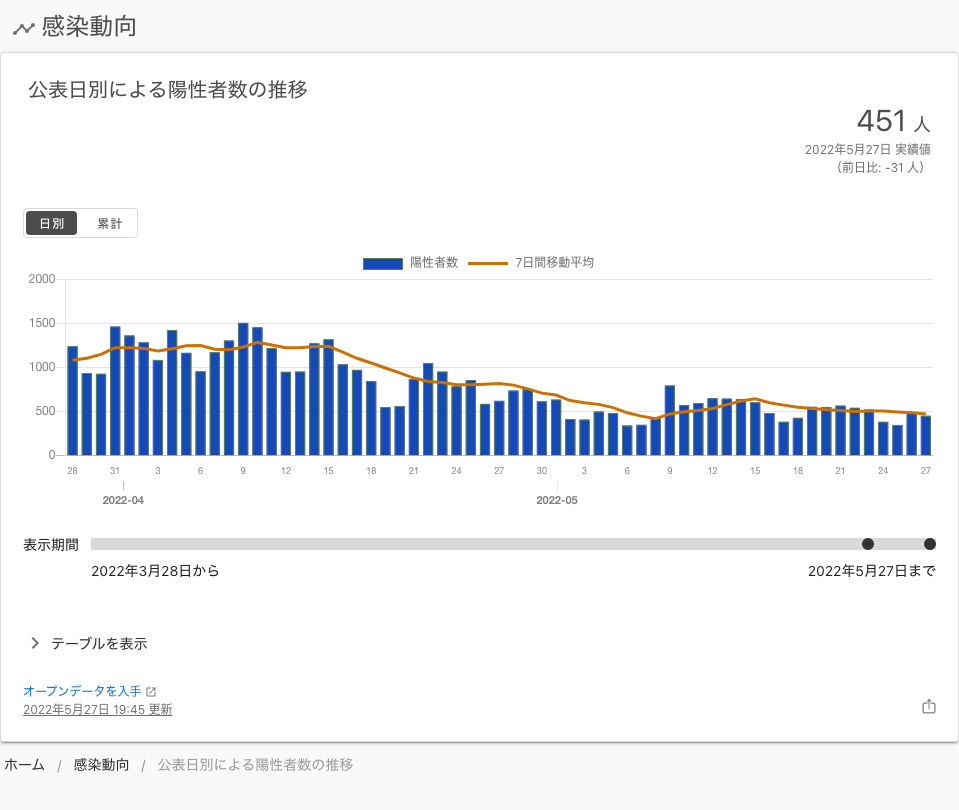 感染動向
公表日別による陽性者数の推移
451 人
2022年5月27日 実績値
（前日比: -31 人）
日別 累計
陽性者数 7日間移動平均
2000
1500
1000
500
0
28 31 3 6 9 12 15 18 21 24 27 30 3 6 9 12 15 18 21 24 27
2022-04 2022-05
表示期間
2022年3月28日から 2022年5月27日まで
テーブルを表示
オープンデータを入手
2022年5月27日 19:45 更新
ホーム / 感染動向 / 公表日別による陽性者数の推移